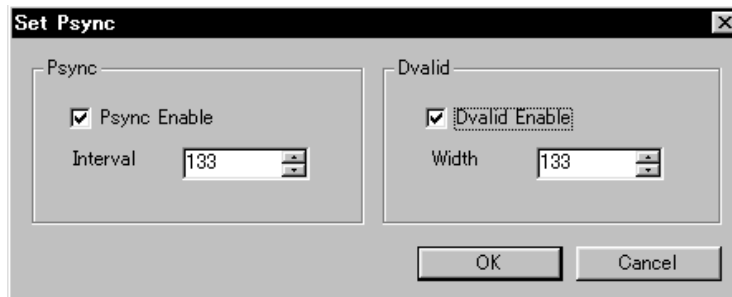 Set Psync
Psync
Psync Enable
Interval 133
Dvalid
Dvalid Enable
Width 133
OK Cancel